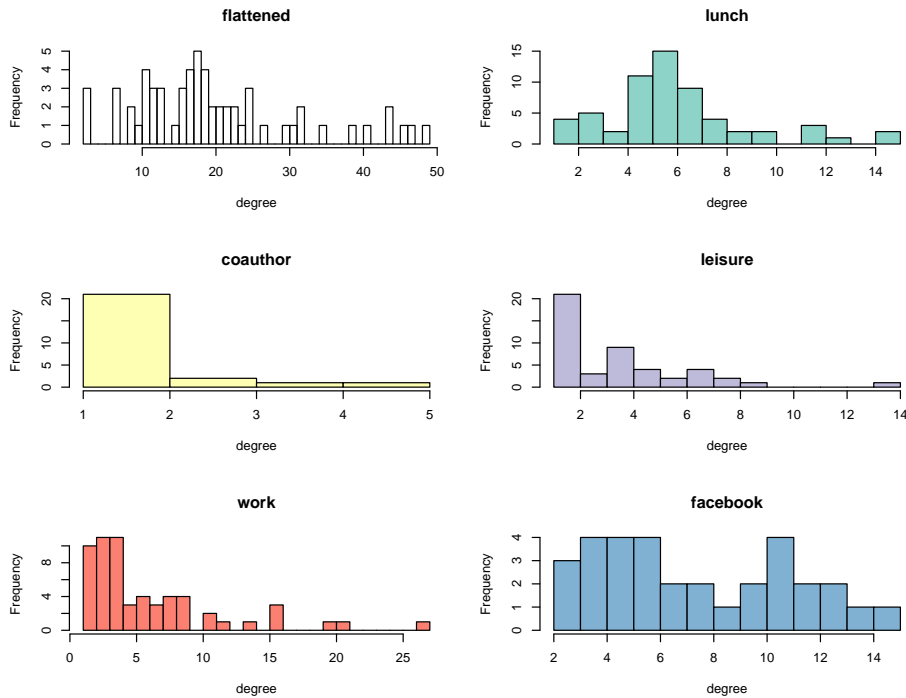 flattened
Frequency
0 1 2 3 4 5
10 20 30 40 50
degree
lunch
Frequency
0 5 10 15
2 4 6 8 10 12 14
degree
coauthor
Frequency
0 5 10 20
1 2 3 4 5
degree
leisure
Frequency
0 5 10 20
2 4 6 8 10 12 14
degree
work
Frequency
0 4 8
0 5 10 15 20 25
degree
facebook
Frequency
0 1 2 3 4
2 4 6 8 10 12 14
degree